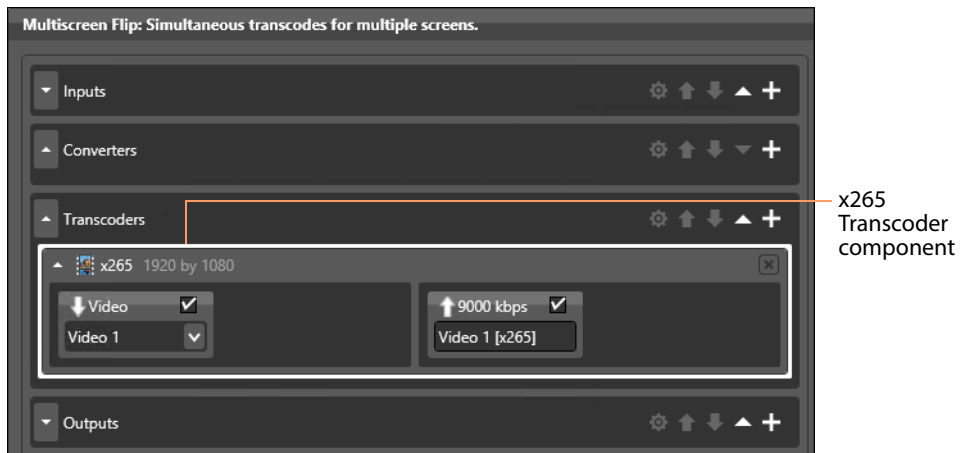 Multiscreen Flip: Simultaneous transcodes for multiple screens.
Inputs
Converters
Transcoders
x265 1920 by 1080
Video
Video 1
9000 kbps
Video 1 [x265]
Outputs
x265
Transcoder
component